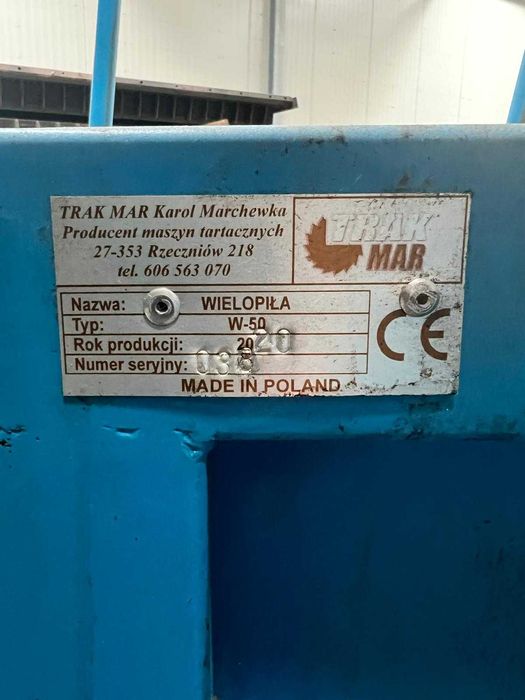 TRAK MAR Karol Marchewka
Producent maszyn tartacznych
27-353 Rzeczniów 218
tel. 606 563 070
TRAK
MAR
Nazwa: WIELOPIŁA
Typ: W-50
Rok produkcji: 2020
Numer seryjny: 038
CE
MADE IN POLAND